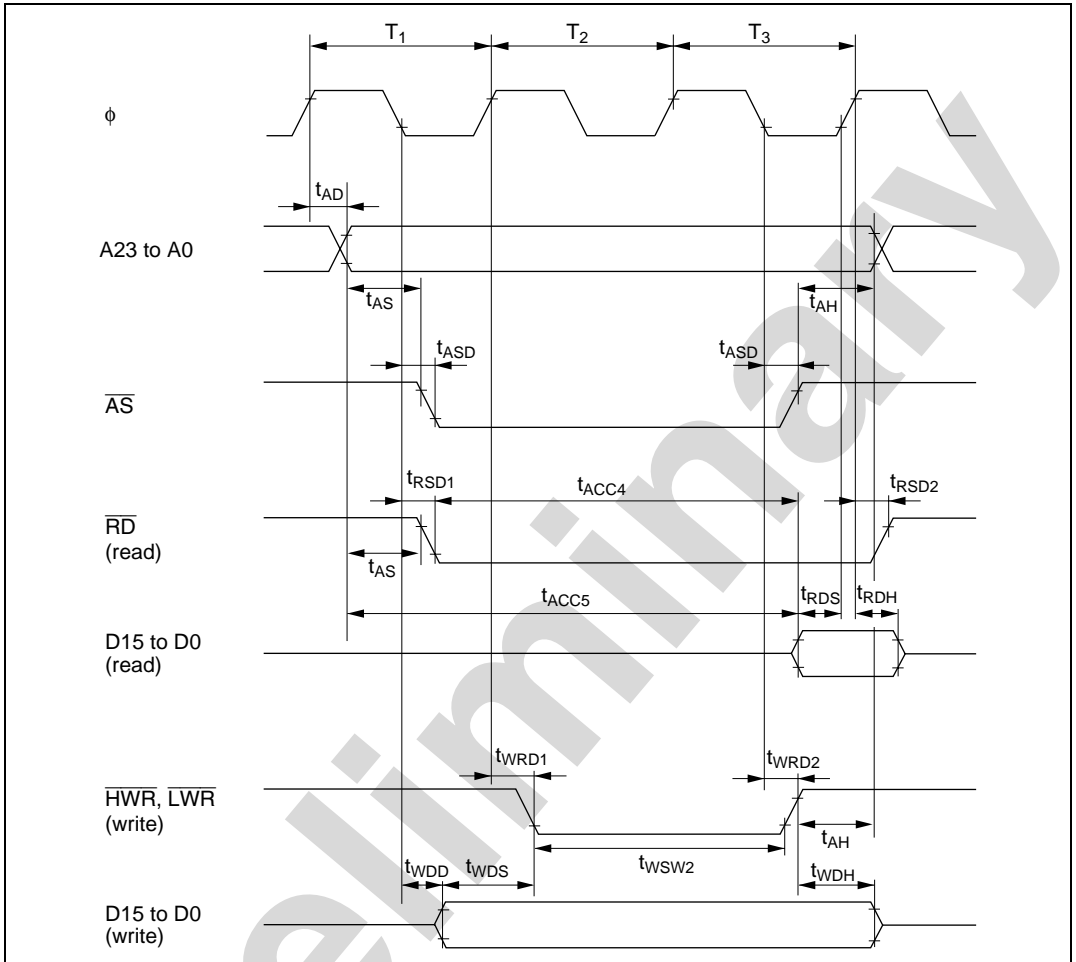 T1 T2 T3
φ
tAD
A23 to A0
tAS tAH
tASD tASD
AS
tRSD1 tACC4 tRSD2
RD
(read)
tAS
tACC5 tRDS tRDH
D15 to D0
(read)
tWRD1 tWRD2
HWR, LWR
(write)
tAH
tWSW2
tWDD tWDS tWDH
D15 to D0
(write)
eliminary